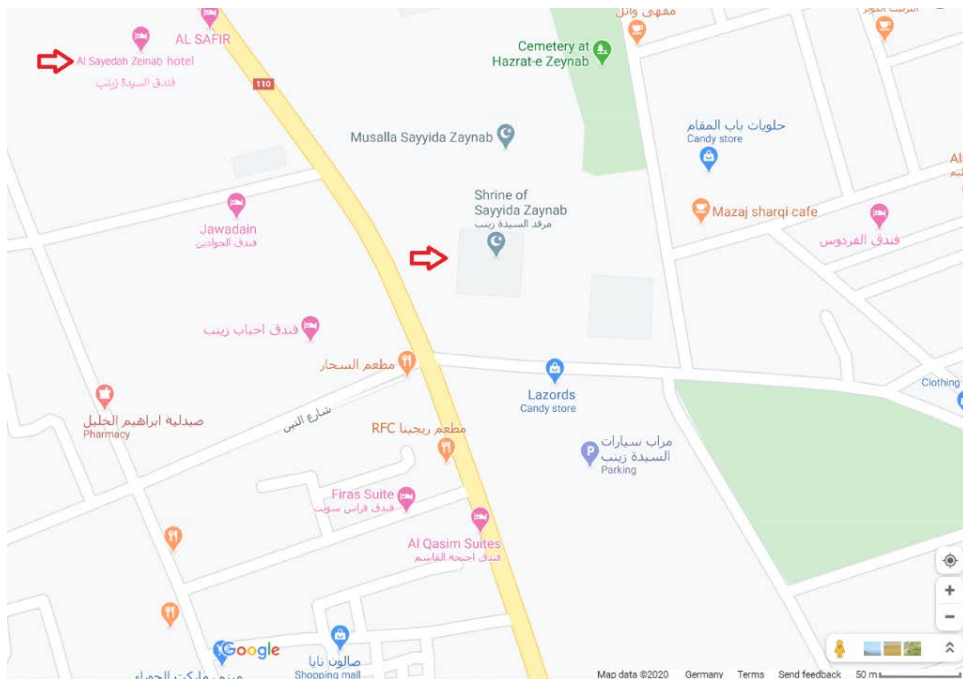 مقهى وائل
AL SAFIR
Al Sayedah Zeinab hotel
فندق السيدة زينب
Cemetery at
Hazrat-e Zeynab
110
Musalla Sayyida Zaynab
حلويات باب المقام
Candy store
Shrine of
Sayyida Zaynab
مرقد السيدة زينب
Mazaj sharqi cafe
Jawadain
فندق الجوادين
فندق الفردوس
فندق احباب زينب
مطعم السحار
Lazords
Candy store
Clothing
صيدلية ابراهيم الخليل
Pharmacy
مطعم ريجينا RFC
مراب سيارات
السيدة زينب
Parking
Firas Suite
فندق فراس سويت
Al Qasim Suites
فندق اجنحة القاسم
Google
صالون نايا
Shopping mall
Map data ©2020 Germany Terms Send feedback 50 m